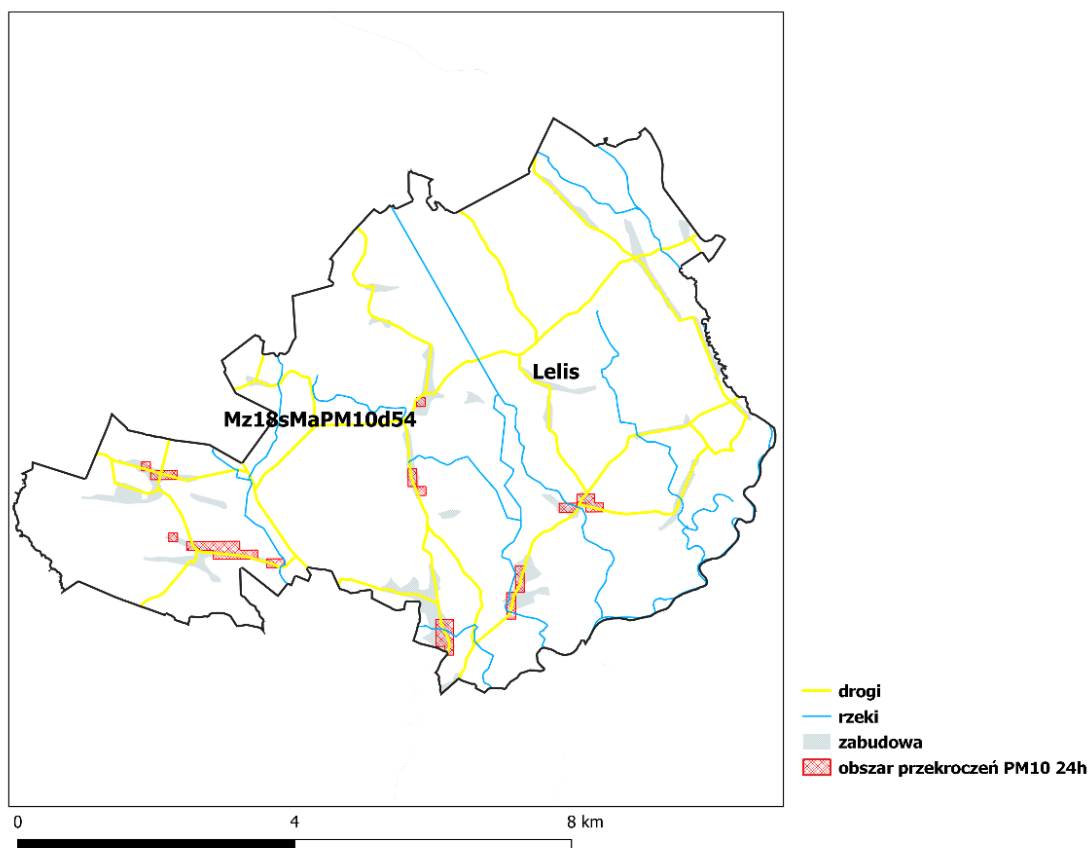 Lelis
Mz18sMaPM10d54
drogi
rzeki
zabudowa
obszar przekroczeń PM10 24h
0 4 8 km